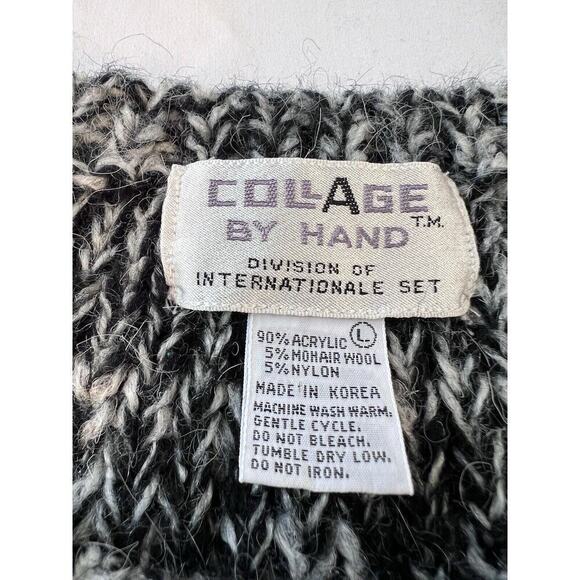 COLLAGE
BY HAND T.M.
DIVISION OF
INTERNATIONALE SET
90% ACRYLIC L
5% MOHAIR WOOL
5% NYLON
MADE IN KOREA
MACHINE WASH WARM.
GENTLE CYCLE.
DO NOT BLEACH.
TUMBLE DRY LOW.
DO NOT IRON.